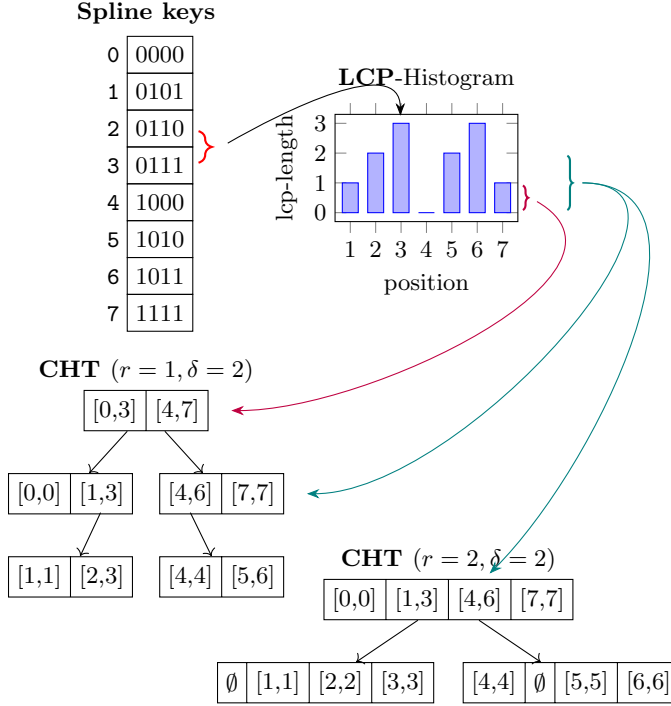 Spline keys
0 0000
1 0101
2 0110
3 0111
4 1000
5 1010
6 1011
7 1111
LCP-Histogram
lcp-length
3
2
1
0
1 2 3 4 5 6 7
position
CHT (r = 1, δ = 2)
[0,3] [4,7]
[0,0] [1,3] [4,6] [7,7]
[1,1] [2,3] [4,4] [5,6]
CHT (r = 2, δ = 2)
[0,0] [1,3] [4,6] [7,7]
∅ [1,1] [2,2] [3,3] [4,4] ∅ [5,5] [6,6]